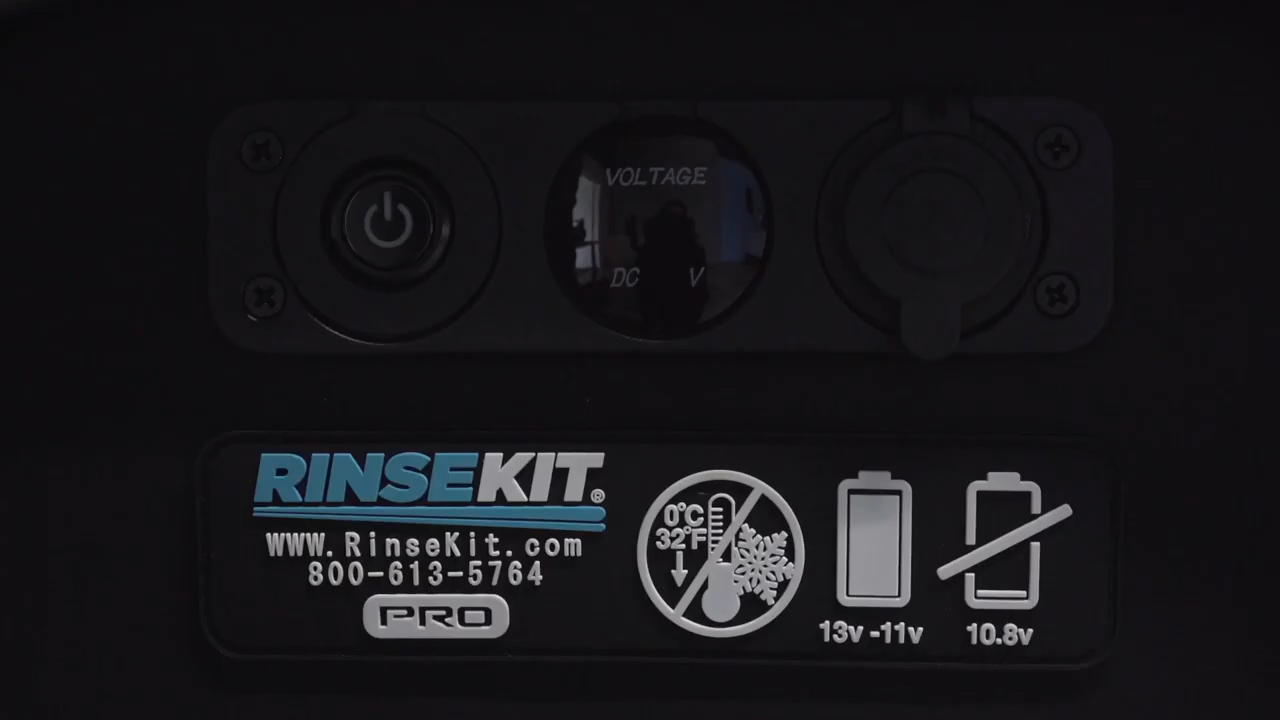 VOLTAGE
DC V
RINSEKIT®
www.RinseKit.com
800-613-5764
PRO
0°C
32°F
13v -11v
10.8v